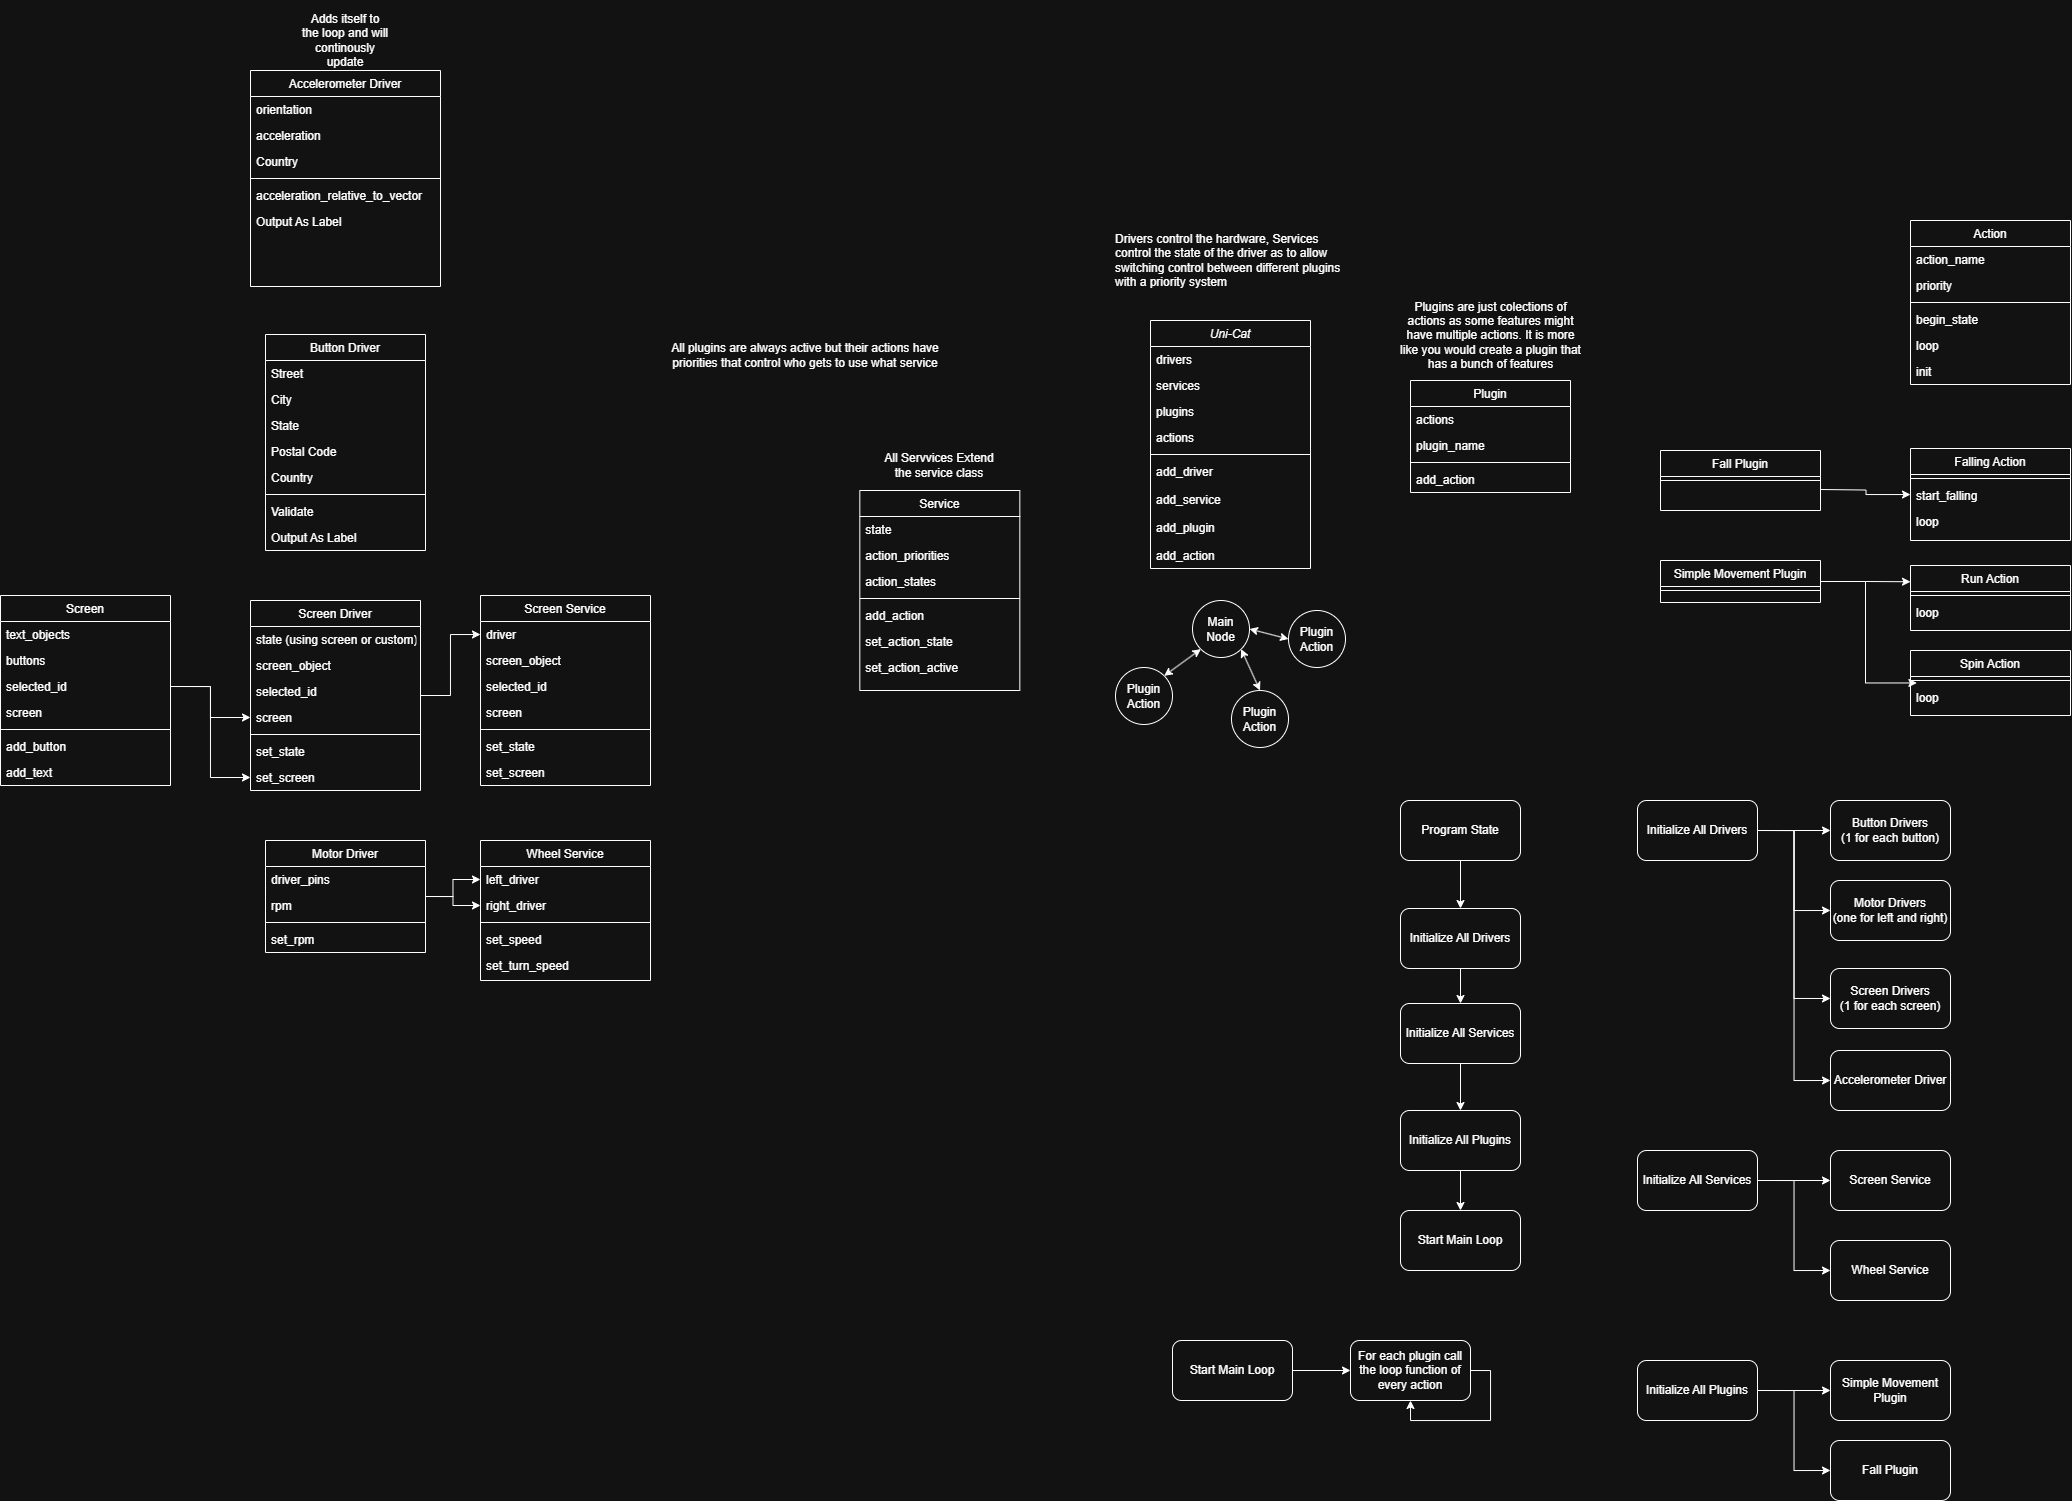 Adds itself to
the loop and will
continously
update
Accelerometer Driver
orientation
acceleration
Country
acceleration_relative_to_vector
Output As Label
Button Driver
Street
City
State
Postal Code
Country
Validate
Output As Label
Screen
text_objects
buttons
selected_id
screen
add_button
add_text
Screen Driver
state (using screen or custom)
screen_object
selected_id
screen
set_state
set_screen
Screen Service
driver
screen_object
selected_id
screen
set_state
set_screen
Motor Driver
driver_pins
rpm
set_rpm
Wheel Service
left_driver
right_driver
set_speed
set_turn_speed
All plugins are always active but their actions have
priorities that control who gets to use what service
All Servvices Extend
the service class
Service
state
action_priorities
action_states
add_action
set_action_state
set_action_active
Drivers control the hardware, Services
control the state of the driver as to allow
switching control between different plugins
with a priority system
Uni-Cat
drivers
services
plugins
actions
add_driver
add_service
add_plugin
add_action
Main
Node
Plugin
Action
Plugin
Action
Plugin
Action
Plugins are just colections of
actions as some features might
have multiple actions. It is more
like you would create a plugin that
has a bunch of features
Plugin
actions
plugin_name
add_action
Action
action_name
priority
begin_state
loop
init
Fall Plugin
Falling Action
start_falling
loop
Simple Movement Plugin
Run Action
loop
Spin Action
loop
Program State
Initialize All Drivers
Initialize All Services
Initialize All Plugins
Start Main Loop
Initialize All Drivers
Button Drivers
(1 for each button)
Motor Drivers
(one for left and right)
Screen Drivers
(1 for each screen)
Accelerometer Driver
Initialize All Services
Screen Service
Wheel Service
Start Main Loop
For each plugin call
the loop function of
every action
Initialize All Plugins
Simple Movement
Plugin
Fall Plugin